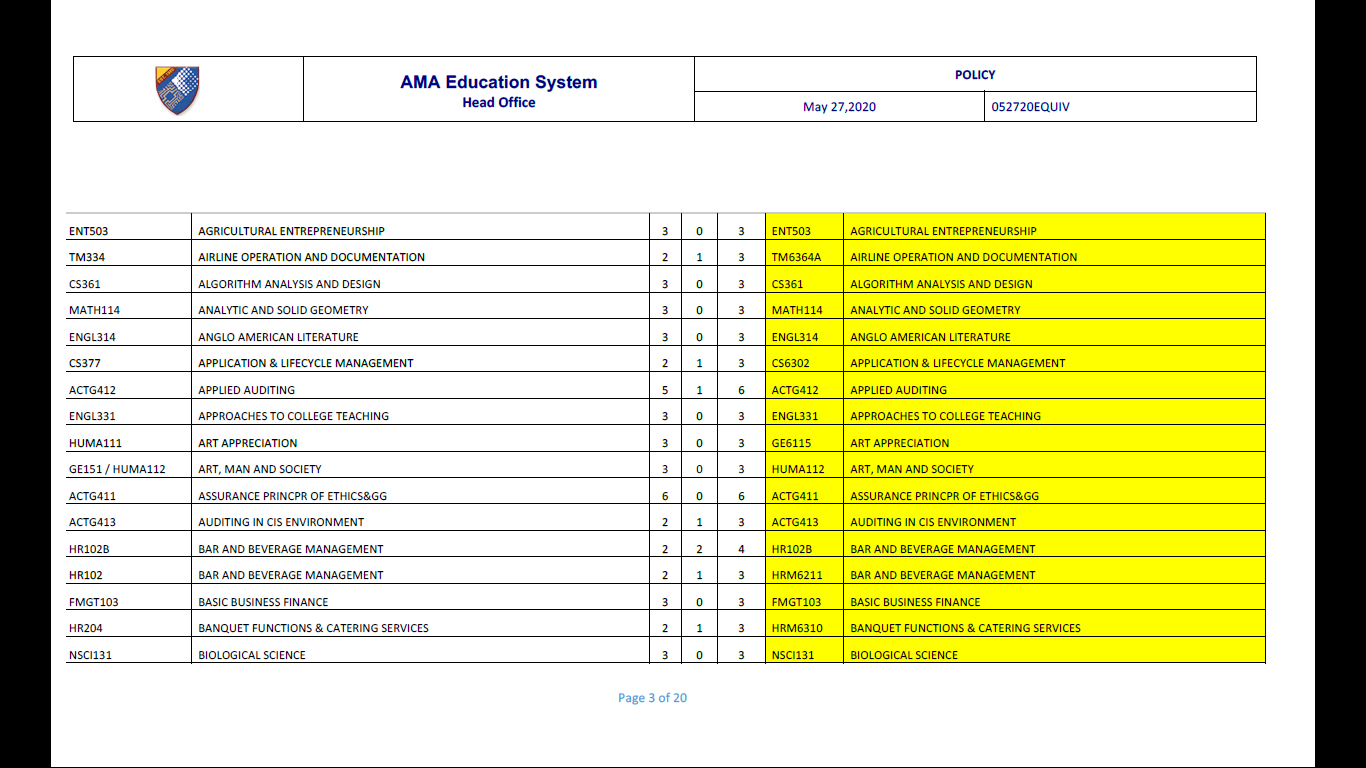 AMA Education System
Head Office
POLICY
May 27,2020
052720EQUIV
ENT503 AGRICULTURAL ENTREPRENEURSHIP 3 0 3 ENT503 AGRICULTURAL ENTREPRENEURSHIP
TM334 AIRLINE OPERATION AND DOCUMENTATION 2 1 3 TM6364A AIRLINE OPERATION AND DOCUMENTATION
CS361 ALGORITHM ANALYSIS AND DESIGN 3 0 3 CS361 ALGORITHM ANALYSIS AND DESIGN
MATH114 ANALYTIC AND SOLID GEOMETRY 3 0 3 MATH114 ANALYTIC AND SOLID GEOMETRY
ENGL314 ANGLO AMERICAN LITERATURE 3 0 3 ENGL314 ANGLO AMERICAN LITERATURE
CS377 APPLICATION & LIFECYCLE MANAGEMENT 2 1 3 CS6302 APPLICATION & LIFECYCLE MANAGEMENT
ACTG412 APPLIED AUDITING 5 1 6 ACTG412 APPLIED AUDITING
ENGL331 APPROACHES TO COLLEGE TEACHING 3 0 3 ENGL331 APPROACHES TO COLLEGE TEACHING
HUMA111 ART APPRECIATION 3 0 3 GE6115 ART APPRECIATION
GE151 / HUMA112 ART, MAN AND SOCIETY 3 0 3 HUMA112 ART, MAN AND SOCIETY
ACTG411 ASSURANCE PRINCPR OF ETHICS&GG 6 0 6 ACTG411 ASSURANCE PRINCPR OF ETHICS&GG
ACTG413 AUDITING IN CIS ENVIRONMENT 2 1 3 ACTG413 AUDITING IN CIS ENVIRONMENT
HR102B BAR AND BEVERAGE MANAGEMENT 2 2 4 HR102B BAR AND BEVERAGE MANAGEMENT
HR102 BAR AND BEVERAGE MANAGEMENT 2 1 3 HRM6211 BAR AND BEVERAGE MANAGEMENT
FMGT103 BASIC BUSINESS FINANCE 3 0 3 FMGT103 BASIC BUSINESS FINANCE
HR204 BANQUET FUNCTIONS & CATERING SERVICES 2 1 3 HRM6310 BANQUET FUNCTIONS & CATERING SERVICES
NSCI131 BIOLOGICAL SCIENCE 3 0 3 NSCI131 BIOLOGICAL SCIENCE
Page 3 of 20